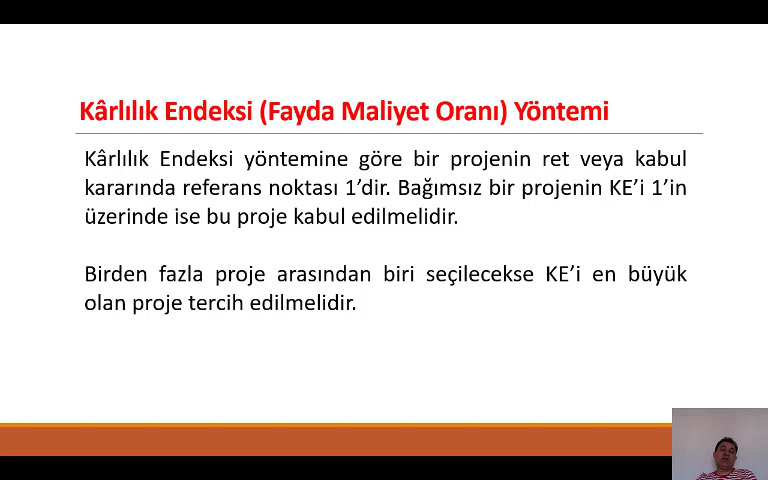 Kârlılık Endeksi (Fayda Maliyet Oranı) Yöntemi
Kârlılık Endeksi yöntemine göre bir projenin ret veya kabul
kararında referans noktası 1’dir. Bağımsız bir projenin KE’i 1’in
üzerinde ise bu proje kabul edilmelidir.
Birden fazla proje arasından biri seçilecekse KE’i en büyük
olan proje tercih edilmelidir.